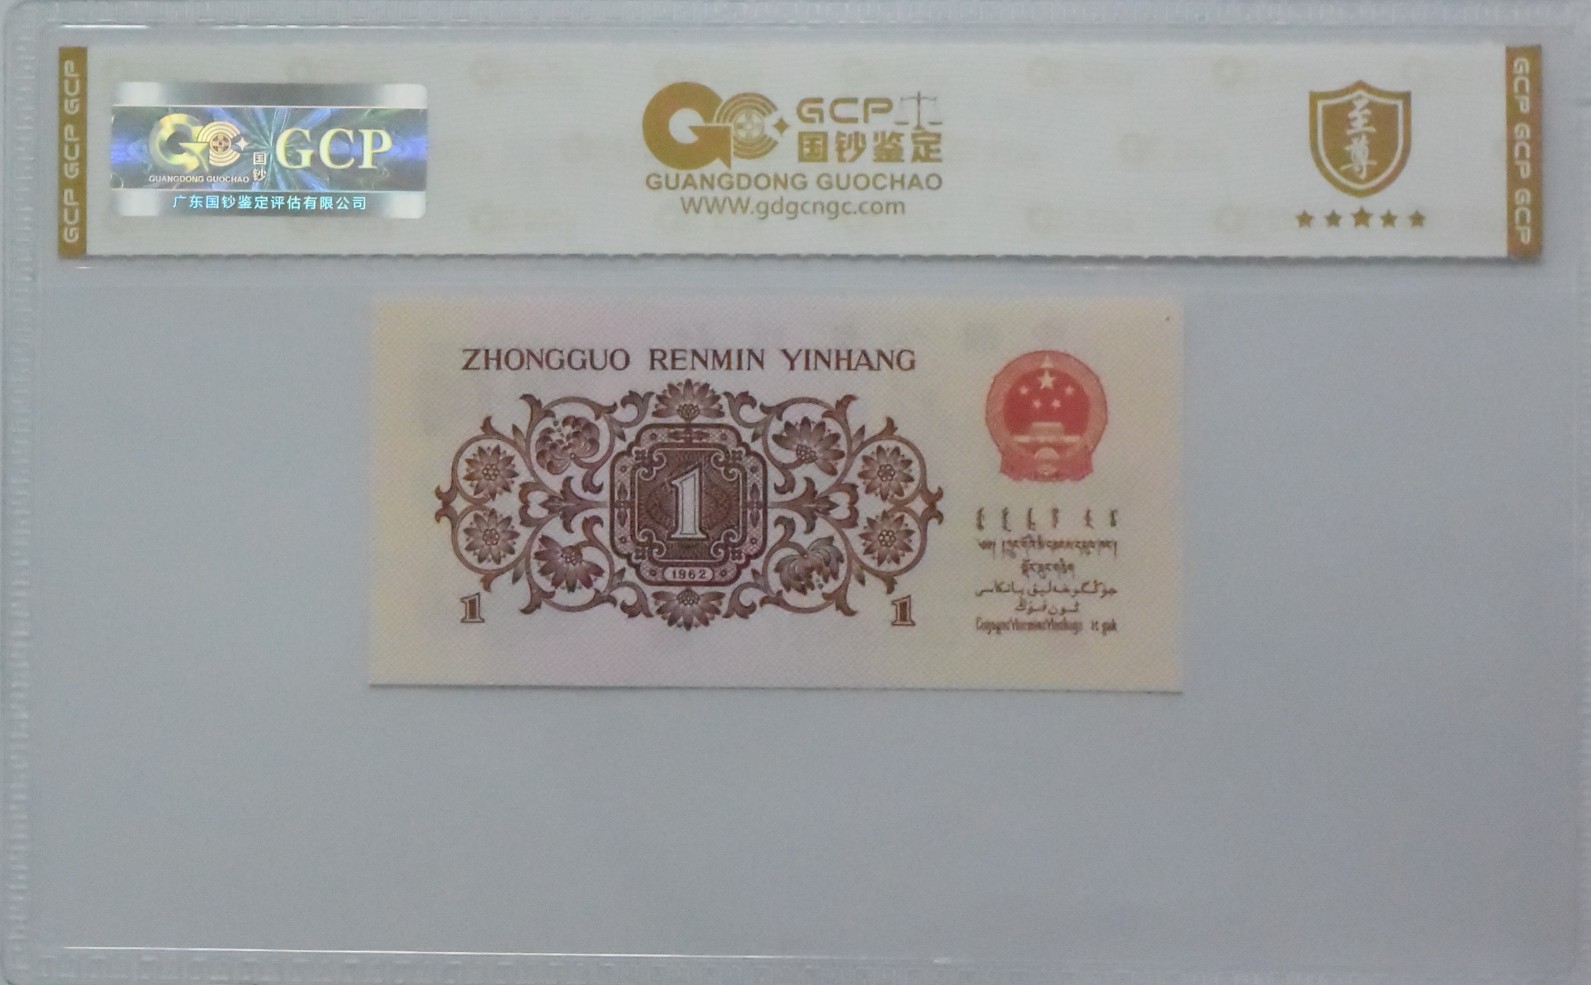 GCP GCP GCP
GCP
国钞
GUANGDONG GUOCHAO
广东国钞鉴定评估有限公司
GCP
国钞鉴定
GUANGDONG GUOCHAO
WWW.gdgcngc.com
至尊
GCP GCP GCP
ZHONGGUO RENMIN YINHANG
1
1962
1
1